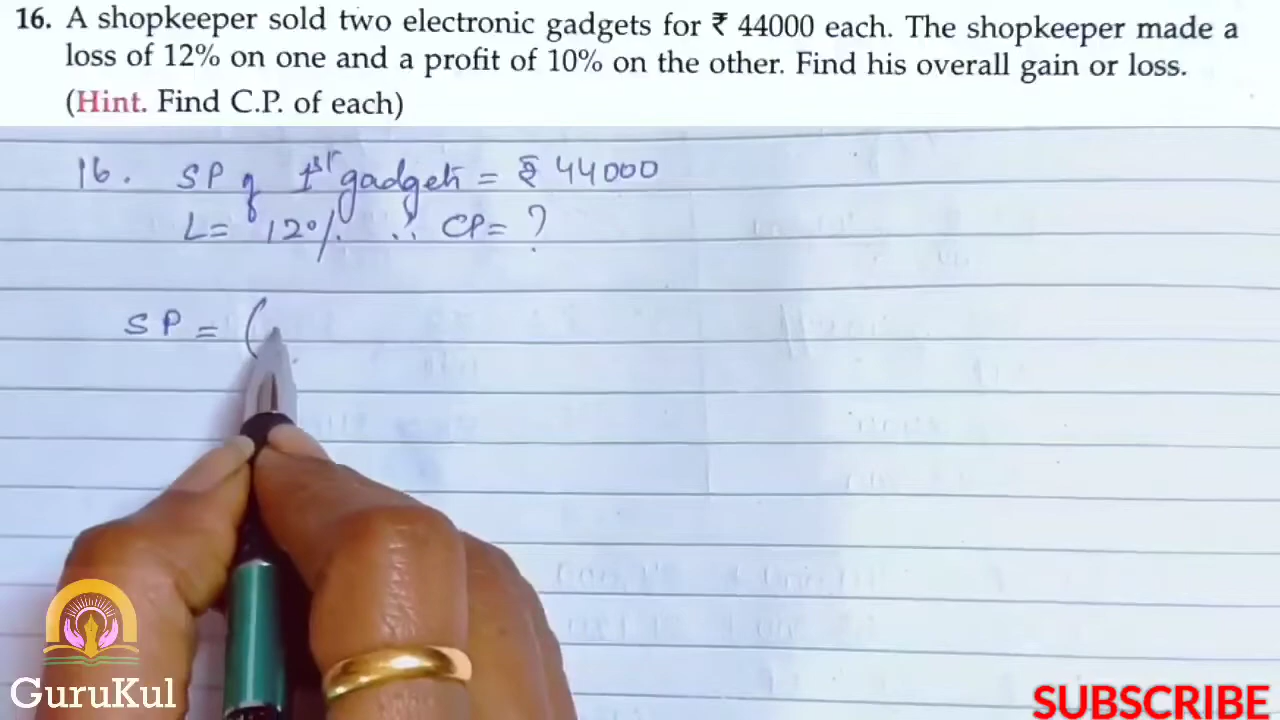 16. A shopkeeper sold two electronic gadgets for ₹ 44000 each. The shopkeeper made a
loss of 12% on one and a profit of 10% on the other. Find his overall gain or loss.
(Hint. Find C.P. of each)
16. SP of 1st gadget = ₹ 44000
L = 12% ∴ CP = ?
SP = (
GuruKul
SUBSCRIBE